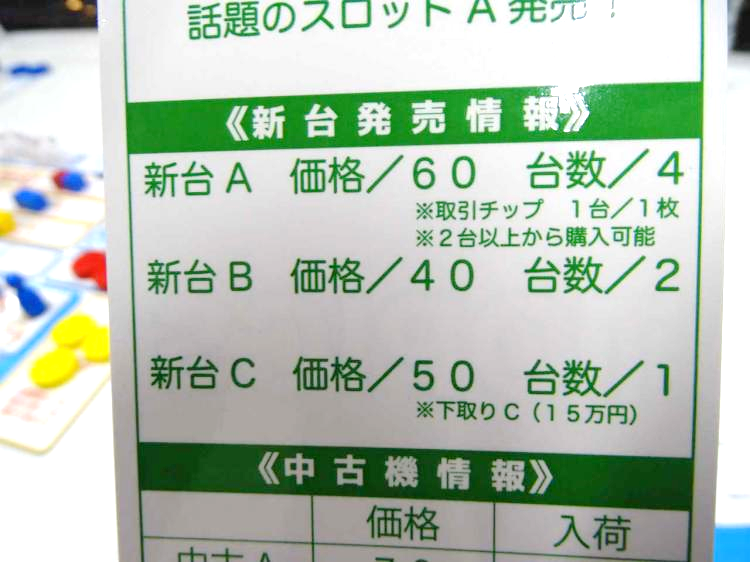 話題のスロットA発売!
《新台発売情報》
新台A 価格／60 台数／4
※取引チップ 1台／1枚
※2台以上から購入可能
新台B 価格／40 台数／2
新台C 価格／50 台数／1
※下取りC（15万円）
《中古機情報》
価格 入荷
中古A